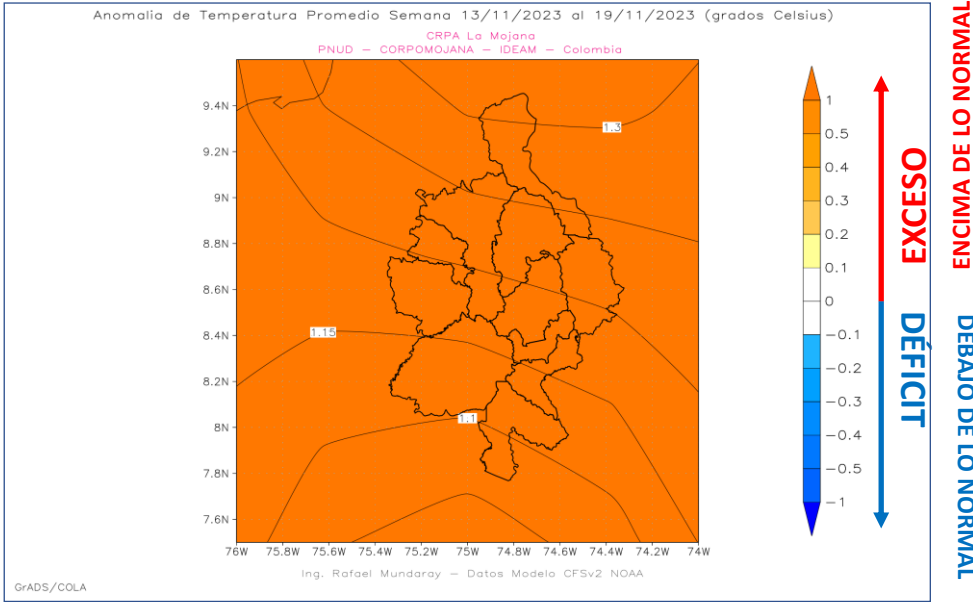 Anomalia de Temperatura Promedio Semana 13/11/2023 al 19/11/2023 (grados Celsius)
CRPA La Mojana
PNUD — CORPOMOJANA — IDEAM — Colombia
9.4N
9.2N
9N
8.8N
8.6N
8.4N
8.2N
8N
7.8N
7.6N
76W 75.8W 75.6W 75.4W 75.2W 75W 74.8W 74.6W 74.4W 74.2W 74W
1.3
1.15
1.1
1
0.5
0.4
0.3
0.2
0.1
0
−0.1
−0.2
−0.3
−0.4
−0.5
−1
EXCESO
DÉFICIT
ENCIMA DE LO NORMAL
DEBAJO DE LO NORMAL
Ing. Rafael Mundaray — Datos Modelo CFSv2 NOAA
GrADS/COLA